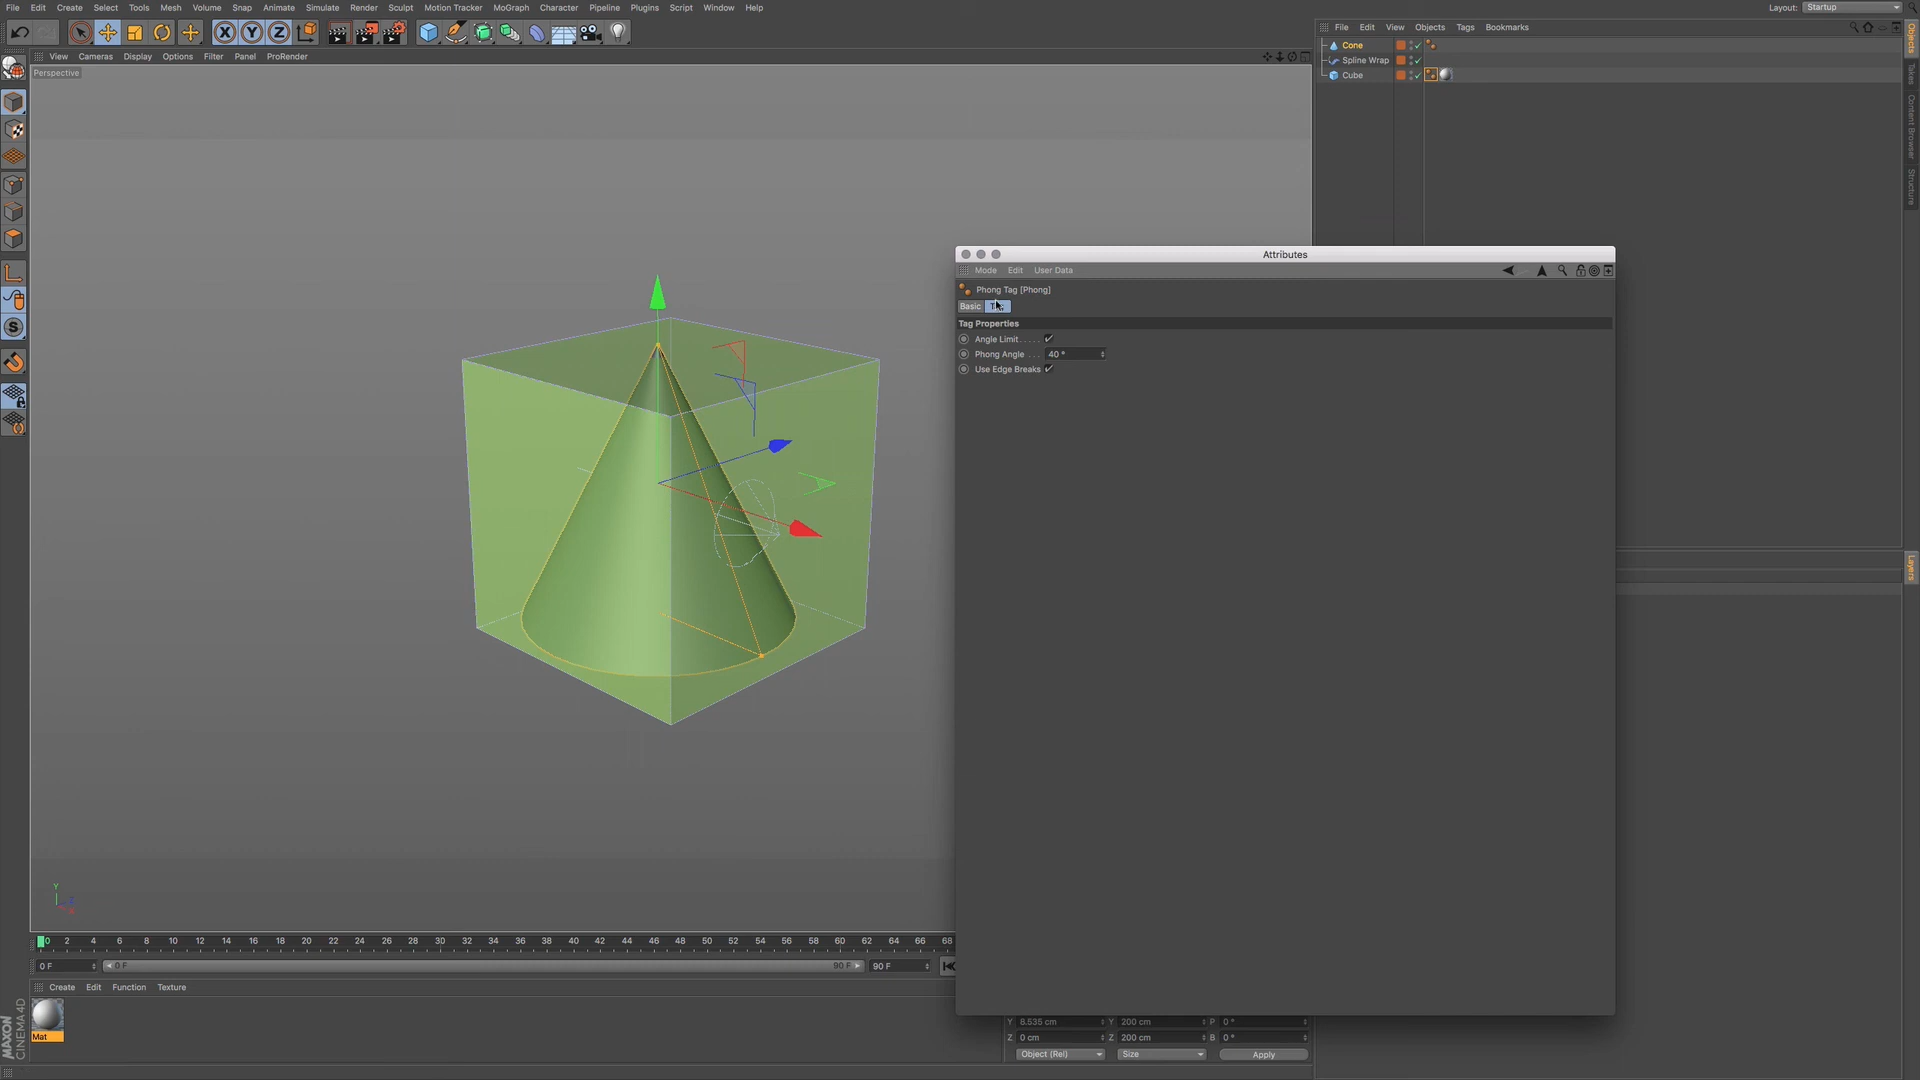 File Edit Create Select Tools Mesh Volume Snap Animate Simulate Render Sculpt Motion Tracker MoGraph Character Pipeline Plugins Script Window Help
Layout: Startup
File Edit View Objects Tags Bookmarks
View Cameras Display Options Filter Panel ProRender
Perspective
Cone
Spline Wrap
Cube
Objects
Takes
Content Browser
Structure
Layers
Attributes
Mode Edit User Data
Phong Tag [Phong]
Basic
Tag Properties
Angle Limit . . . . .
Phong Angle . . . 40 °
Use Edge Breaks
X Y Z
S
Y
0 2 4 6 8 10 12 14 16 18 20 22 24 26 28 30 32 34 36 38 40 42 44 46 48 50 52 54 56 58 60 62 64 66 68
0 F 0 F 90 F 90 F
Create Edit Function Texture
Mat
MAXON
CINEMA 4D
Y 8.535 cm Y 200 cm P 0 °
Z 0 cm Z 200 cm B 0 °
Object (Rel) Size Apply